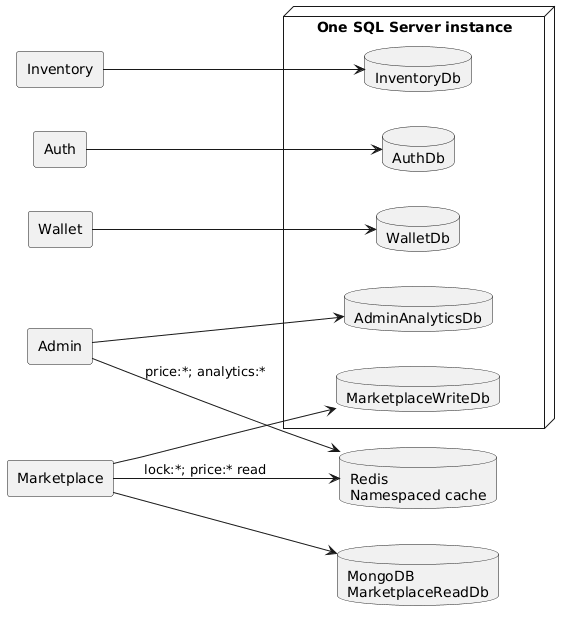 One SQL Server instance
Inventory
InventoryDb
Auth
AuthDb
Wallet
WalletDb
Admin
AdminAnalyticsDb
price:*; analytics:*
MarketplaceWriteDb
Marketplace
lock:*; price:* read
Redis
Namespaced cache
MongoDB
MarketplaceReadDb